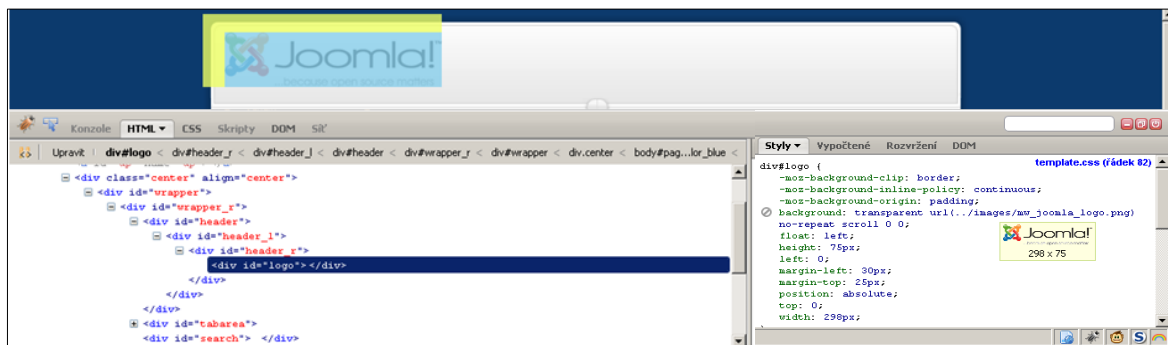 Joomla!
...because open source matters
Konzole HTML CSS Skripty DOM Síť
Upravit div#logo < div#header_r < div#header_l < div#header < div#wrapper_r < div#wrapper < div.center < body#pag...lor_blue <
<div class="center" align="center">
<div id="wrapper">
<div id="wrapper_r">
<div id="header">
<div id="header_l">
<div id="header_r">
<div id="logo"></div>
</div>
</div>
</div>
<div id="tabarea">
<div id="search"> </div>
Styly Vypočtené Rozvržení DOM
template.css (řádek 82)
div#logo {
-moz-background-clip: border;
-moz-background-inline-policy: continuous;
-moz-background-origin: padding;
background: transparent url(../images/mw_joomla_logo.png)
no-repeat scroll 0 0;
float: left;
height: 75px;
left: 0;
margin-left: 30px;
margin-top: 25px;
position: absolute;
top: 0;
width: 298px;
Joomla!
298 x 75
S